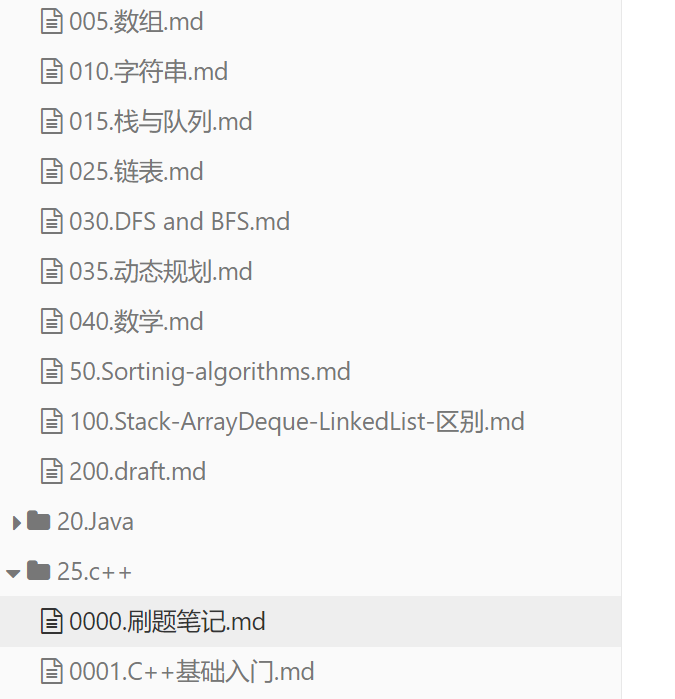 005.数组.md
010.字符串.md
015.栈与队列.md
025.链表.md
030.DFS and BFS.md
035.动态规划.md
040.数学.md
50.Sortinig-algorithms.md
100.Stack-ArrayDeque-LinkedList-区别.md
200.draft.md
20.Java
25.c++
0000.刷题笔记.md
0001.C++基础入门.md